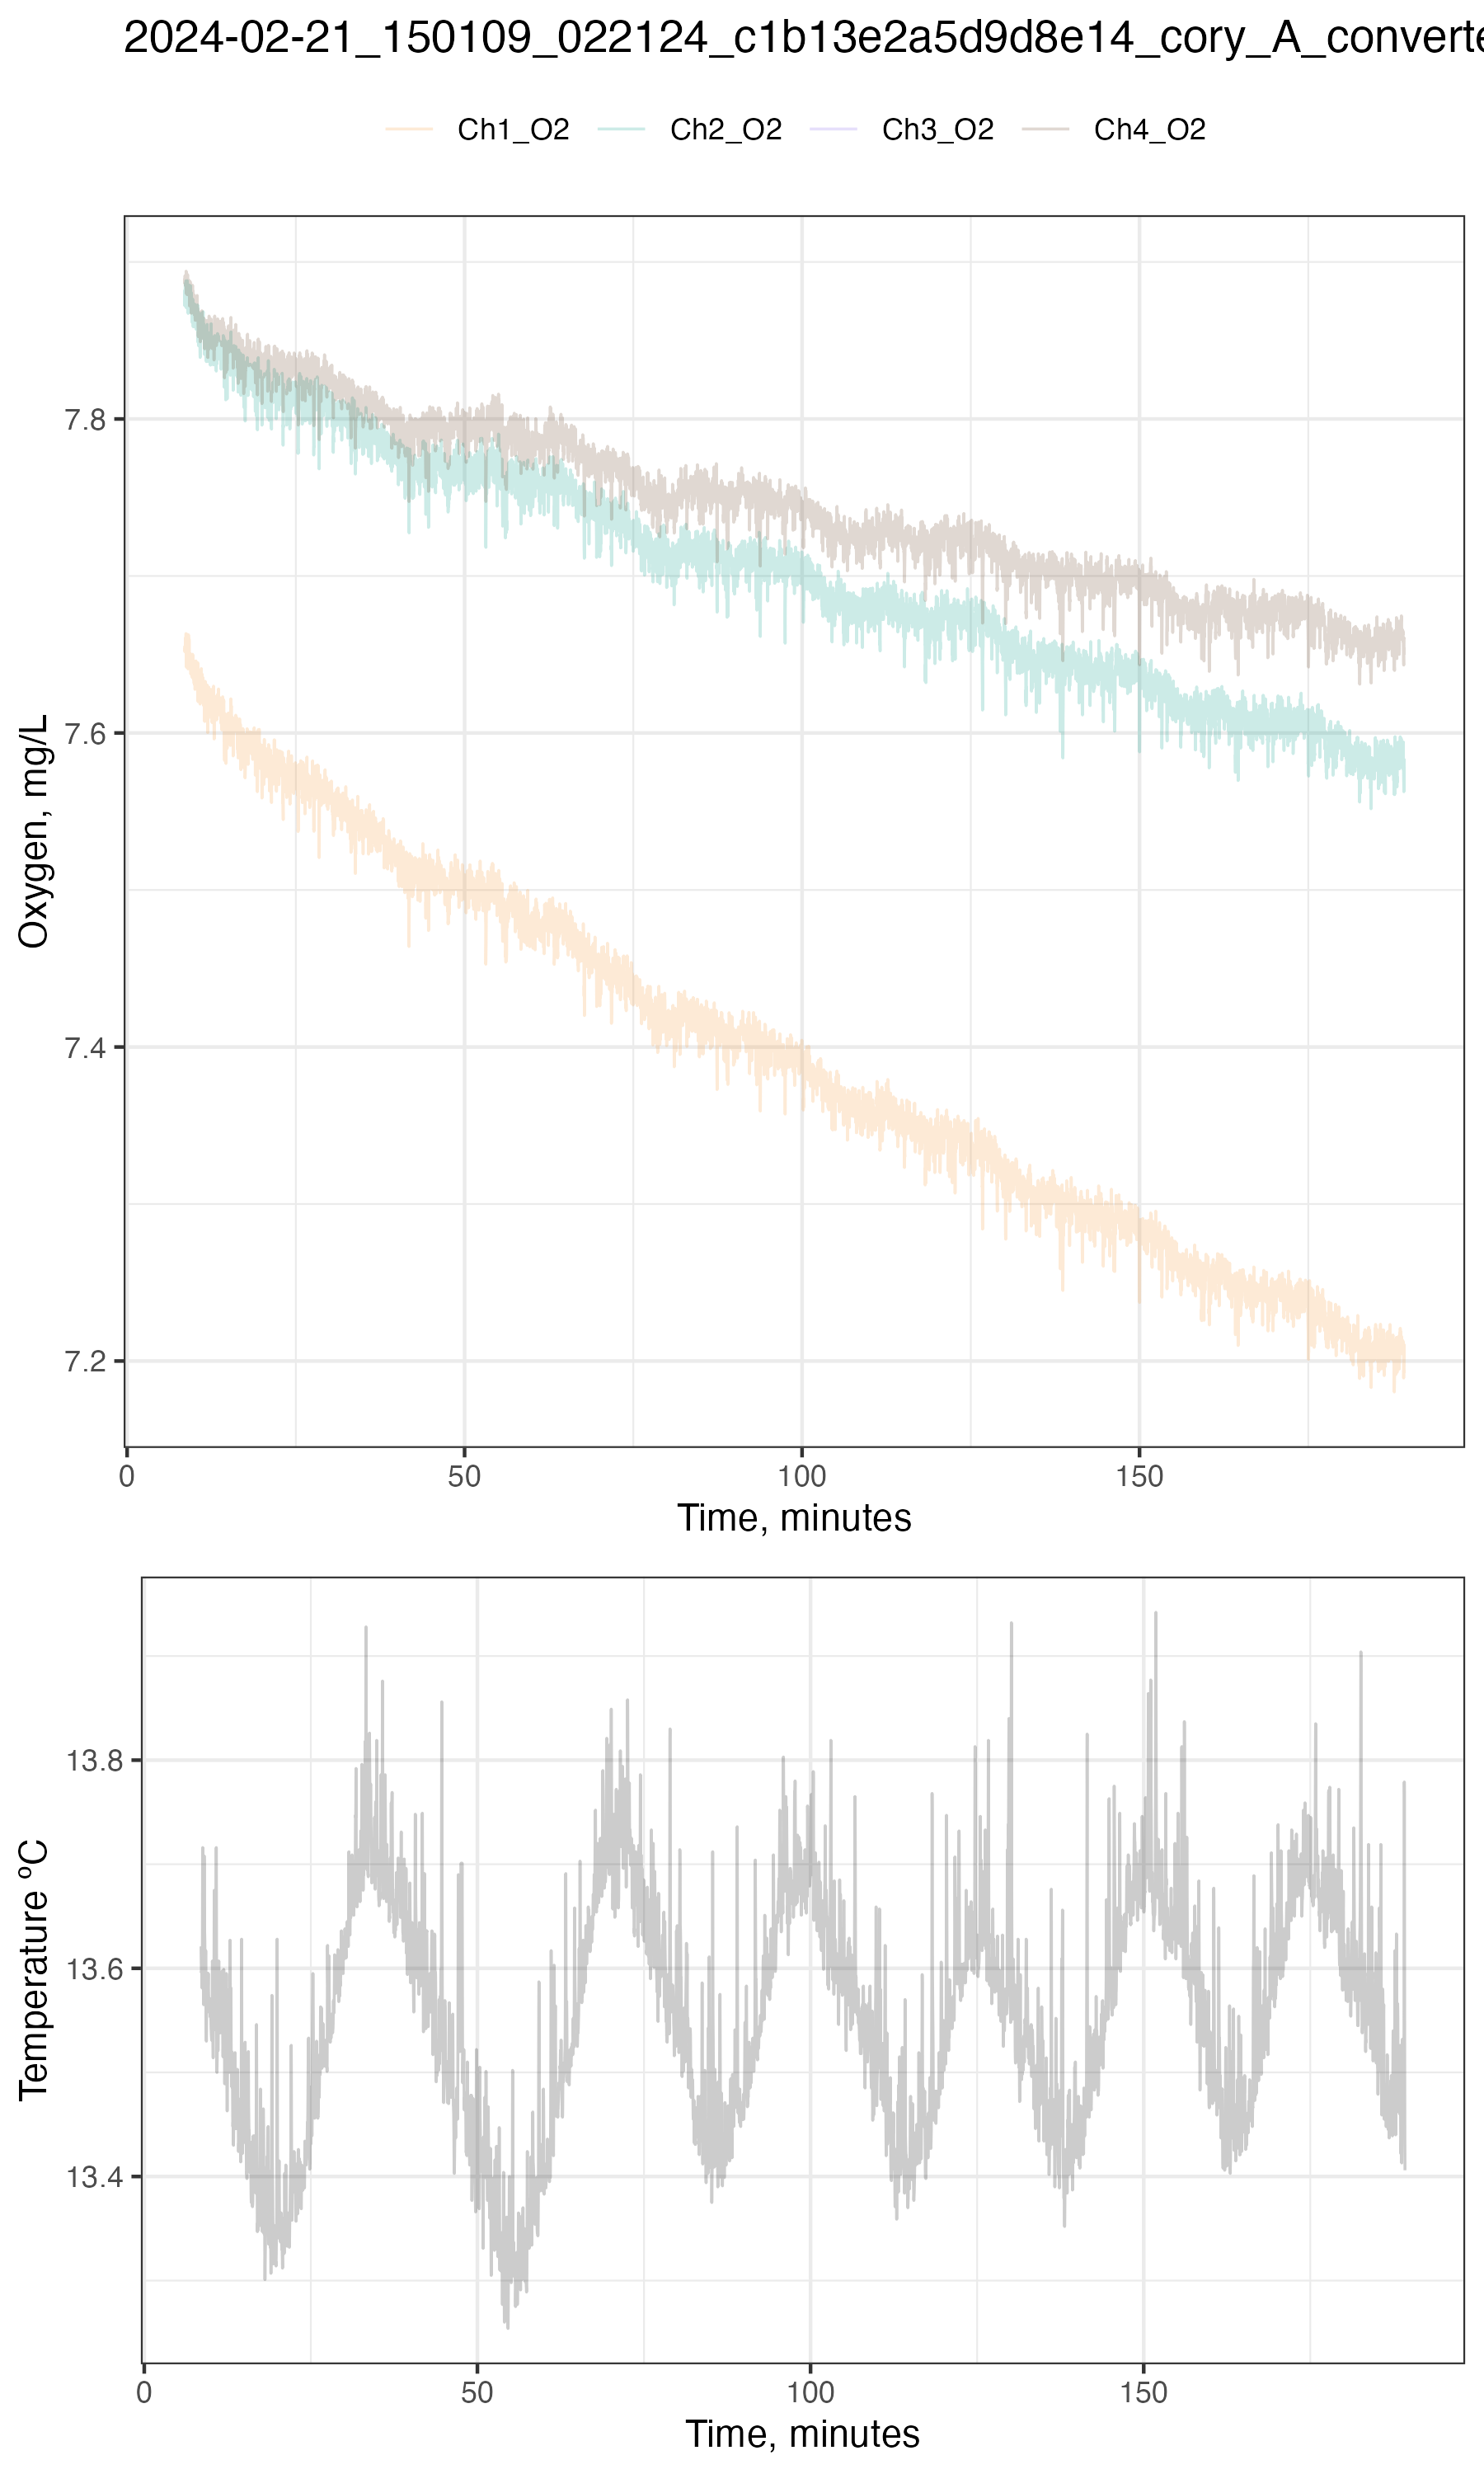 2024-02-21_150109_022124_c1b13e2a5d9d8e14_cory_A_converte
Ch1_O2 Ch2_O2 Ch3_O2 Ch4_O2
7.8
7.6
7.4
7.2
Oxygen, mg/L
0 50 100 150
Time, minutes
13.8
13.6
13.4
Temperature ºC
0 50 100 150
Time, minutes